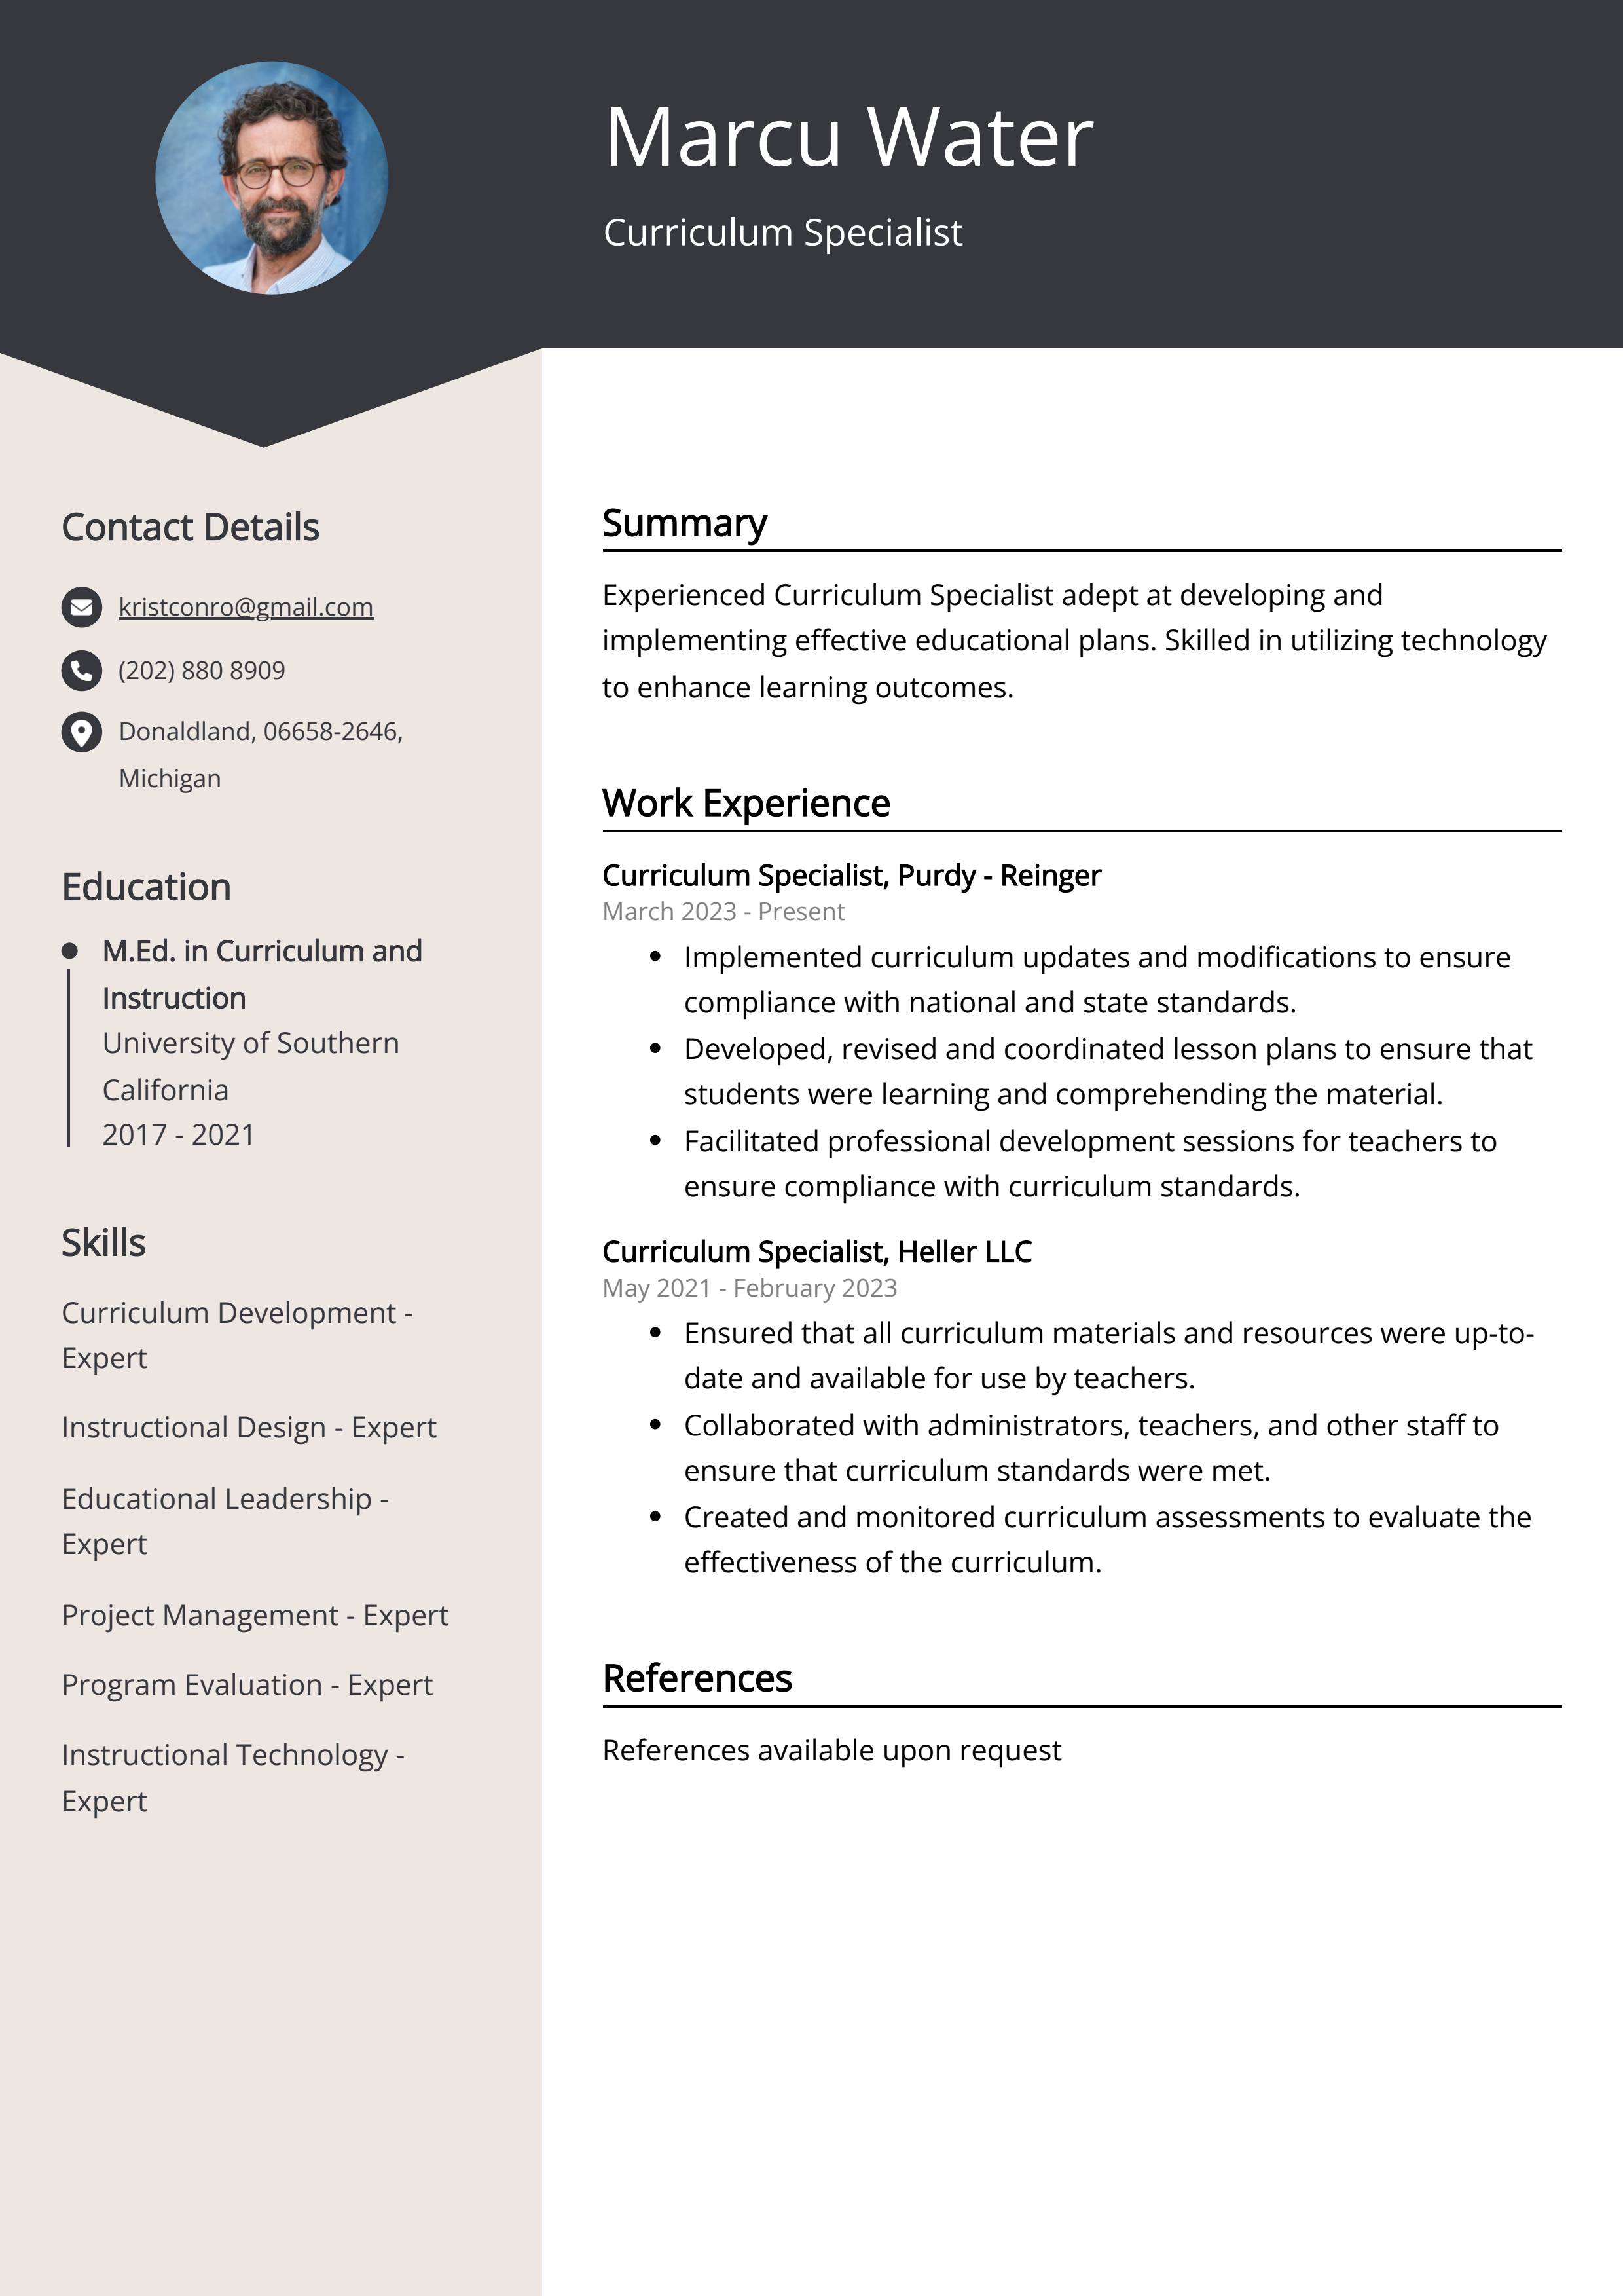 Marcu Water
Curriculum Specialist
Contact Details
kristconro@gmail.com
(202) 880 8909
Donaldland, 06658-2646,
Michigan
Education
M.Ed. in Curriculum and
Instruction
University of Southern
California
2017 - 2021
Skills
Curriculum Development -
Expert
Instructional Design - Expert
Educational Leadership -
Expert
Project Management - Expert
Program Evaluation - Expert
Instructional Technology -
Expert
Summary
Experienced Curriculum Specialist adept at developing and
implementing effective educational plans. Skilled in utilizing technology
to enhance learning outcomes.
Work Experience
Curriculum Specialist, Purdy - Reinger
March 2023 - Present
• Implemented curriculum updates and modifications to ensure
compliance with national and state standards.
• Developed, revised and coordinated lesson plans to ensure that
students were learning and comprehending the material.
• Facilitated professional development sessions for teachers to
ensure compliance with curriculum standards.
Curriculum Specialist, Heller LLC
May 2021 - February 2023
• Ensured that all curriculum materials and resources were up-to-
date and available for use by teachers.
• Collaborated with administrators, teachers, and other staff to
ensure that curriculum standards were met.
• Created and monitored curriculum assessments to evaluate the
effectiveness of the curriculum.
References
References available upon request